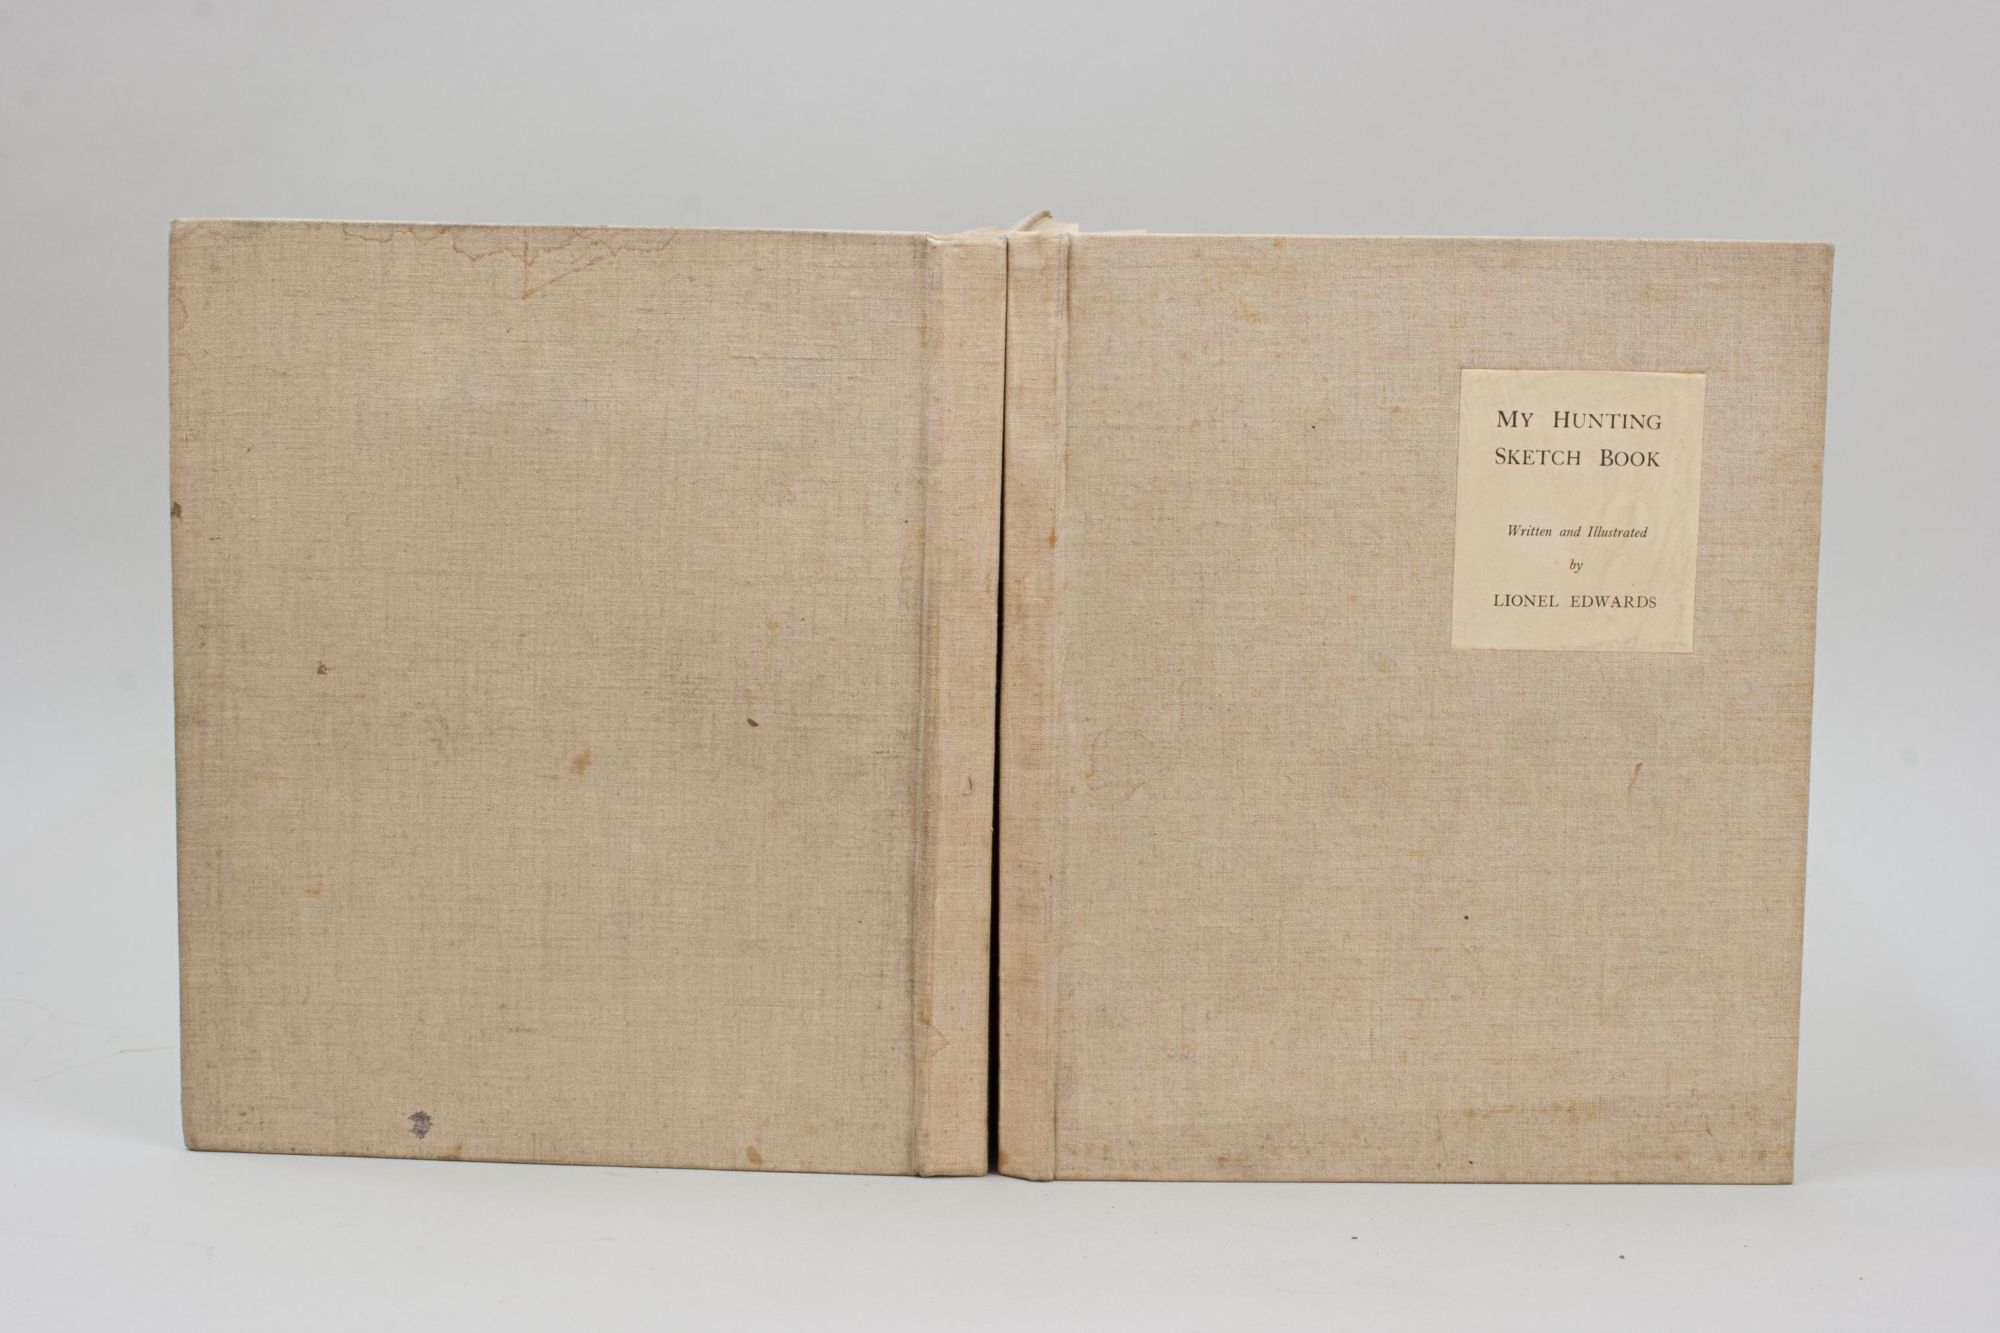 MY HUNTING
SKETCH BOOK
Written and Illustrated
by
LIONEL EDWARDS